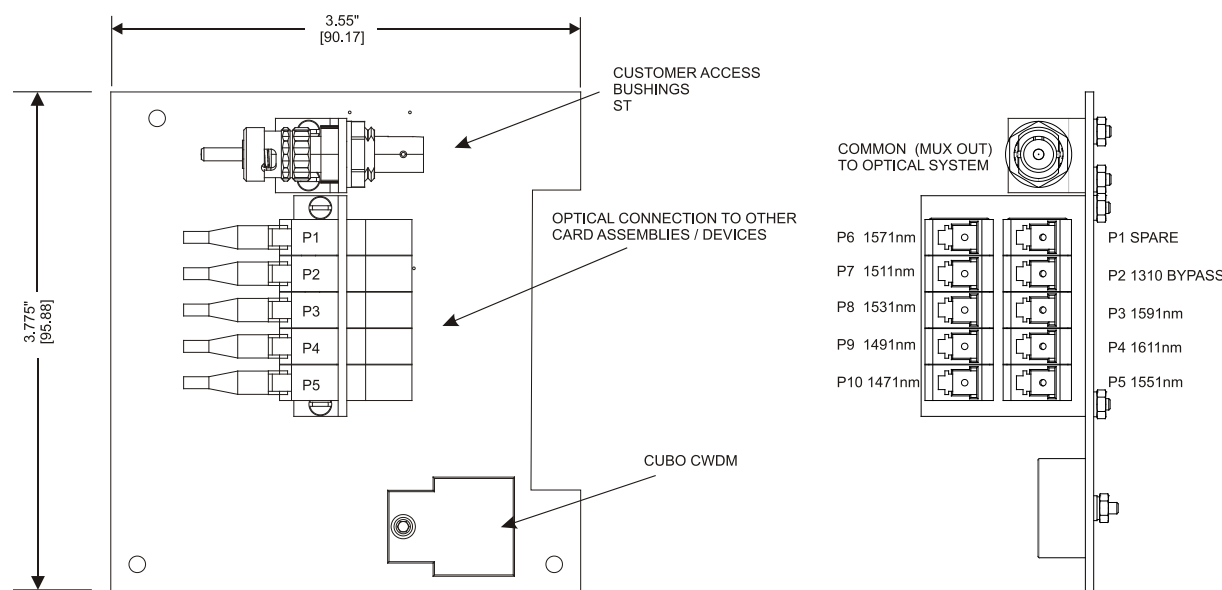 3.55"
[90.17]
3.775"
[95.88]
CUSTOMER ACCESS
BUSHINGS
ST
OPTICAL CONNECTION TO OTHER
CARD ASSEMBLIES / DEVICES
P1
P2
P3
P4
P5
CUBO CWDM
COMMON (MUX OUT)
TO OPTICAL SYSTEM
P6 1571nm
P7 1511nm
P8 1531nm
P9 1491nm
P10 1471nm
P1 SPARE
P2 1310 BYPASS
P3 1591nm
P4 1611nm
P5 1551nm